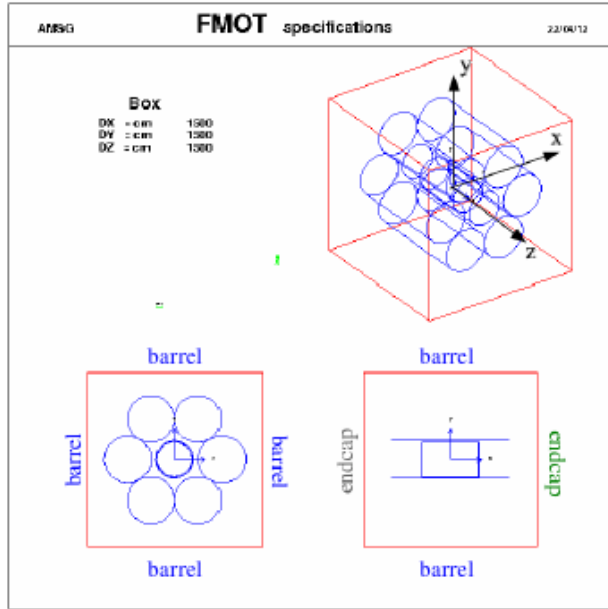 AMSG FMOT specifications 22/04/12
Box
DX = cm 1500
DY = cm 1500
DZ = cm 1500
y
x
z
barrel
barrel
barrel
barrel
barrel
endcap
endcap
barrel